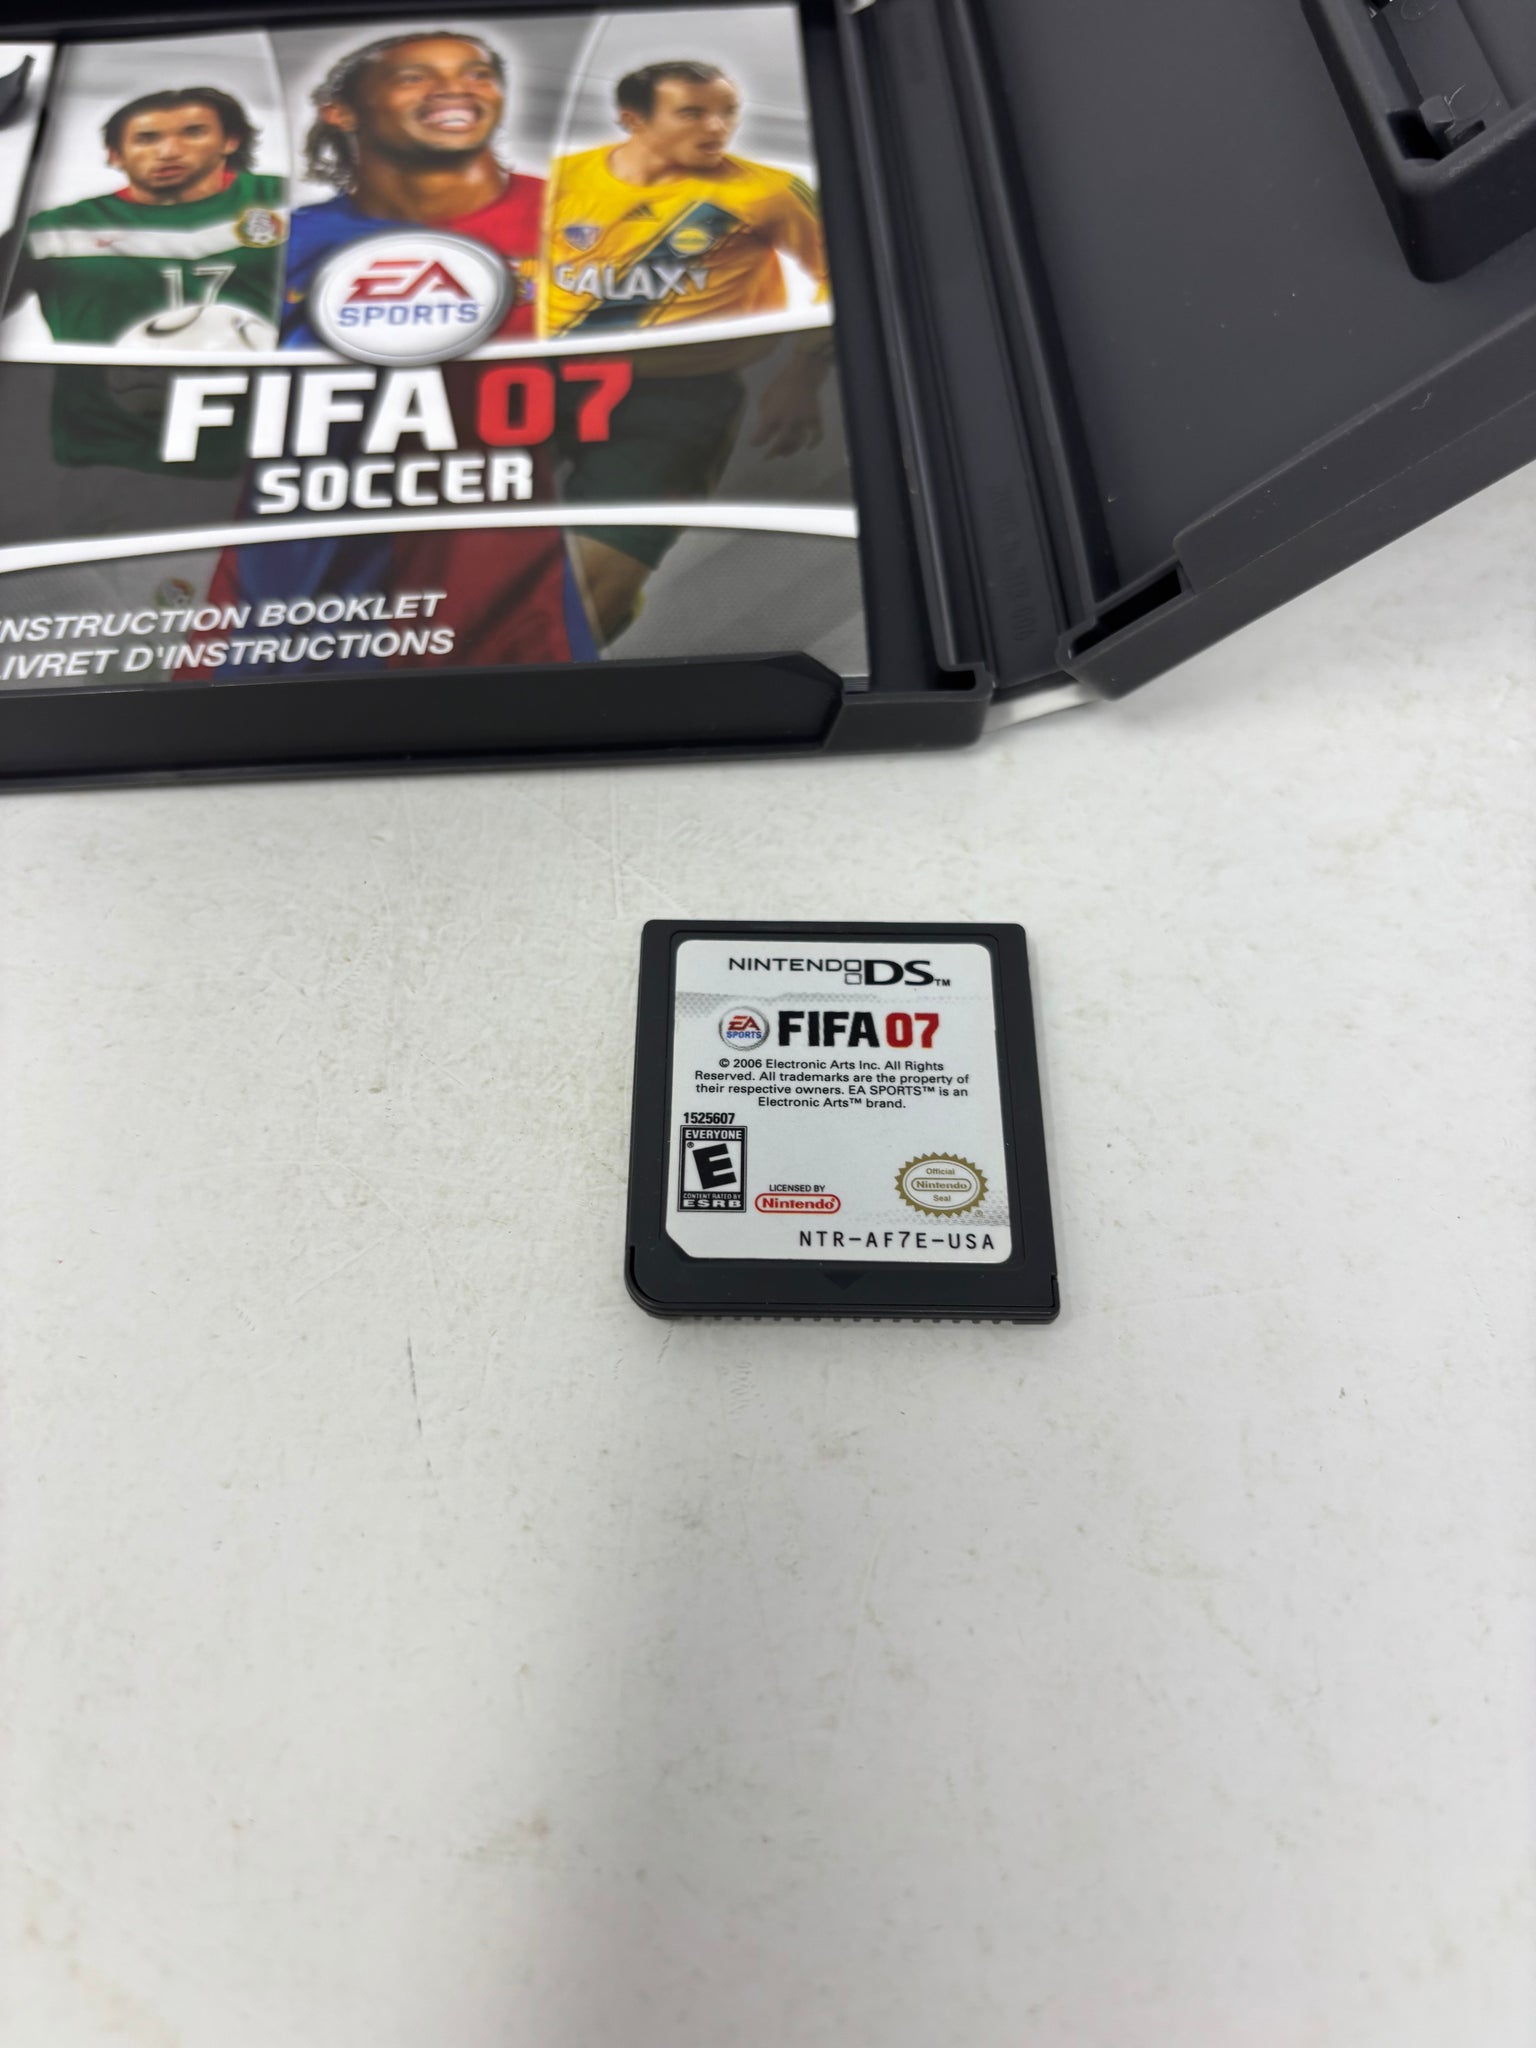 17
GALAXY
EA
SPORTS
FIFA 07
SOCCER
INSTRUCTION BOOKLET
LIVRET D'INSTRUCTIONS
NINTENDO DS™
EA
SPORTS
FIFA 07
© 2006 Electronic Arts Inc. All Rights
Reserved. All trademarks are the property of
their respective owners. EA SPORTS™ is an
Electronic Arts™ brand.
1525607
EVERYONE
E
®
CONTENT RATED BY
ESRB
LICENSED BY
Nintendo®
Official
Nintendo
Seal
NTR-AF7E-USA